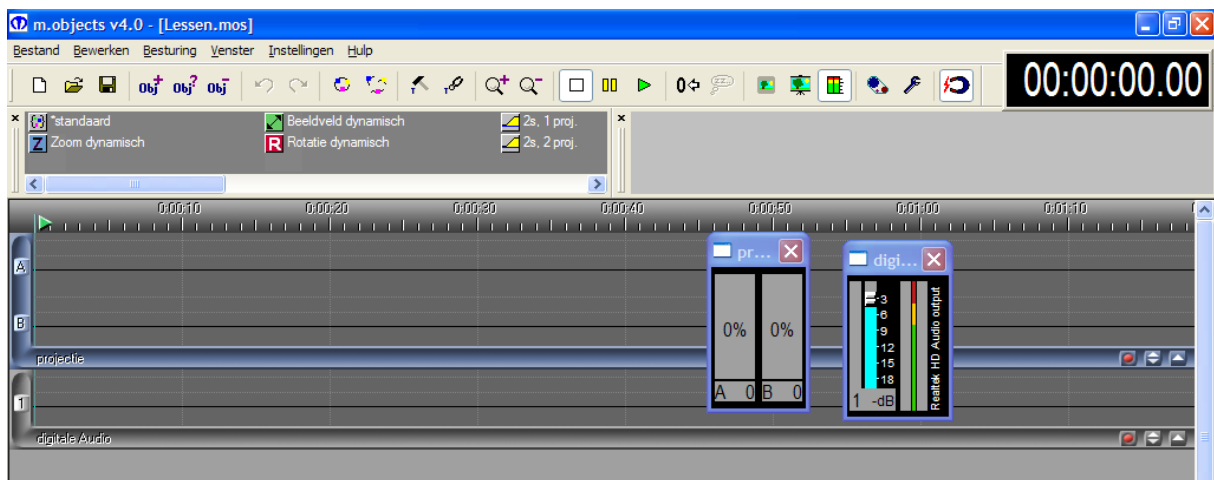 m.objects v4.0 - [Lessen.mos]
Bestand Bewerken Besturing Venster Instellingen Hulp
obj+ obj? obj-
00:00:00.00
*standaard Beeldveld dynamisch 2s, 1 proj.
Z Zoom dynamisch R Rotatie dynamisch 2s, 2 proj.
0:00:10 0:00:20 0:00:30 0:00:40 0:00:50 0:01:00 0:01:10
A
B
projectie
1
digitale Audio
pr...
0% 0%
A 0 B 0
digi...
-3
-6
-9
-12
-15
-18
1 -dB
Realtek HD Audio output